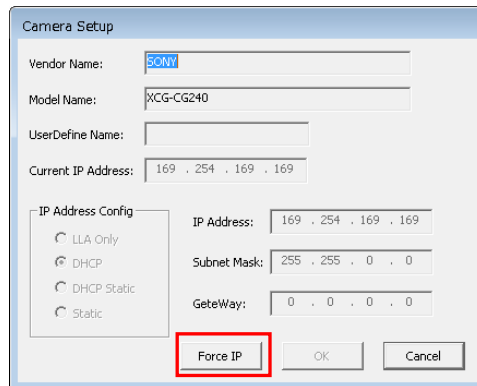 Camera Setup
Vendor Name: SONY
Model Name: XCG-CG240
UserDefine Name:
Current IP Address: 169 . 254 . 169 . 169
IP Address Config
LLA Only
DHCP
DHCP Static
Static
IP Address: 169 . 254 . 169 . 169
Subnet Mask: 255 . 255 . 0 . 0
GeteWay: 0 . 0 . 0 . 0
Force IP OK Cancel